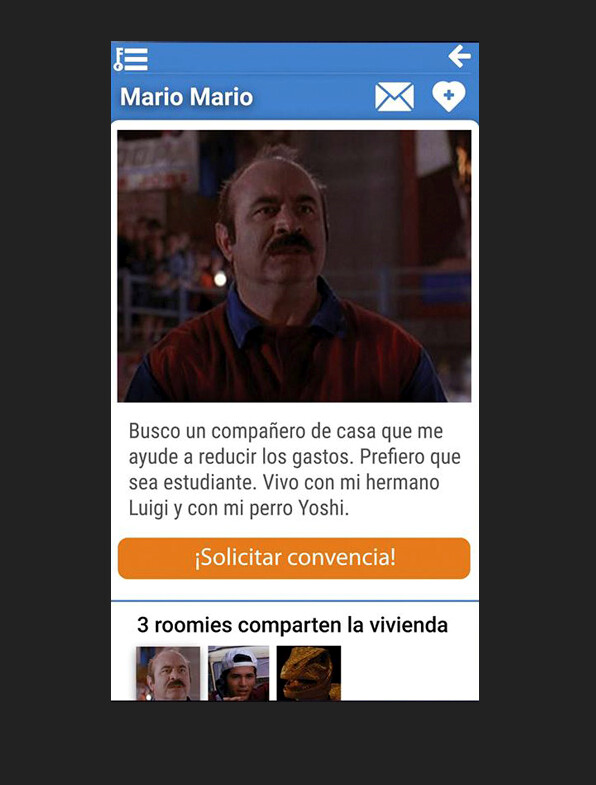 Mario Mario
Busco un compañero de casa que me
ayude a reducir los gastos. Prefiero que
sea estudiante. Vivo con mi hermano
Luigi y con mi perro Yoshi.
¡Solicitar convencia!
3 roomies comparten la vivienda